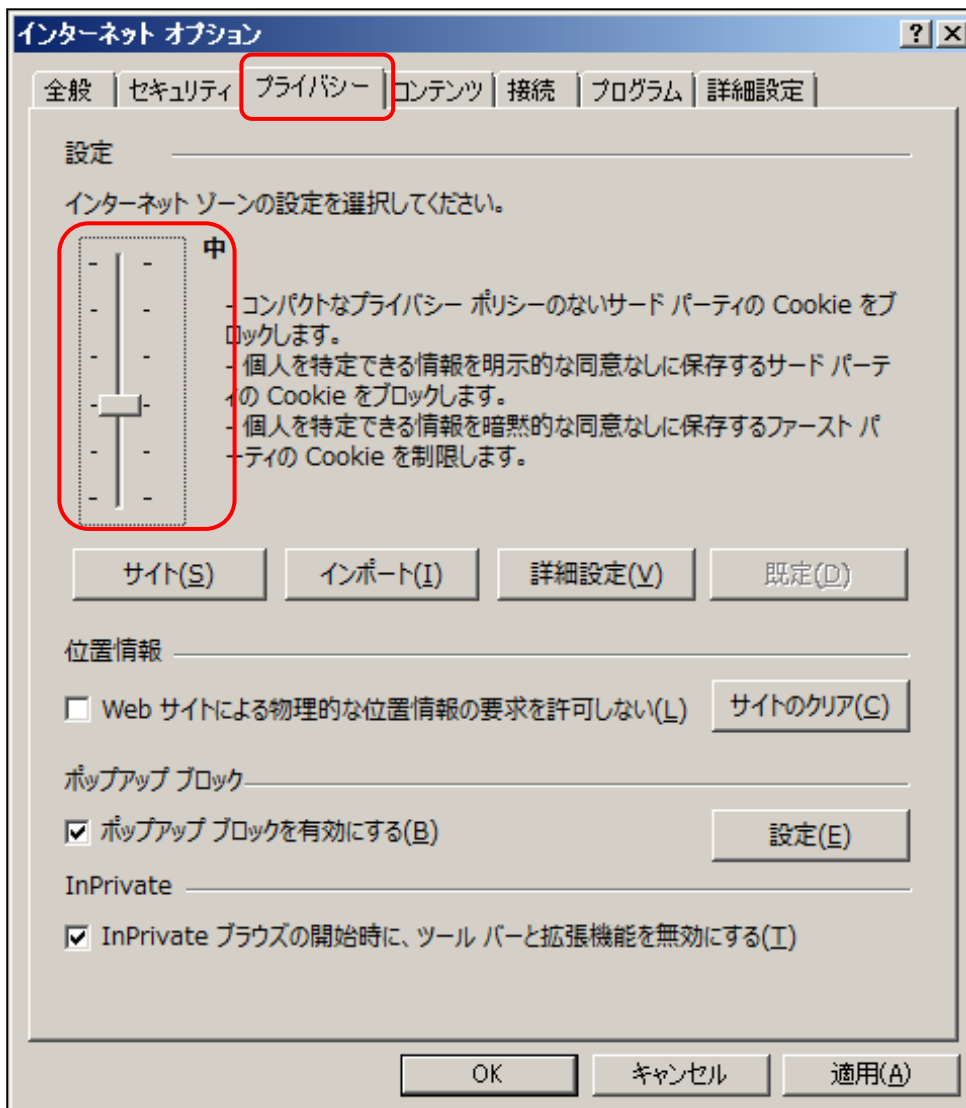 インターネット オプション
全般 セキュリティ プライバシー コンテンツ 接続 プログラム 詳細設定
設定
インターネット ゾーンの設定を選択してください。
中
- コンパクトなプライバシー ポリシーのないサード パーティの Cookie をブ
ロックします。
- 個人を特定できる情報を明示的な同意なしに保存するサード パーテ
ィの Cookie をブロックします。
- 個人を特定できる情報を暗黙的な同意なしに保存するファースト パ
ーティの Cookie を制限します。
サイト(S) インポート(I) 詳細設定(V) 既定(D)
位置情報
Web サイトによる物理的な位置情報の要求を許可しない(L) サイトのクリア(C)
ポップアップ ブロック
ポップアップ ブロックを有効にする(B) 設定(E)
InPrivate
InPrivate ブラウズの開始時に、ツール バーと拡張機能を無効にする(T)
OK キャンセル 適用(A)